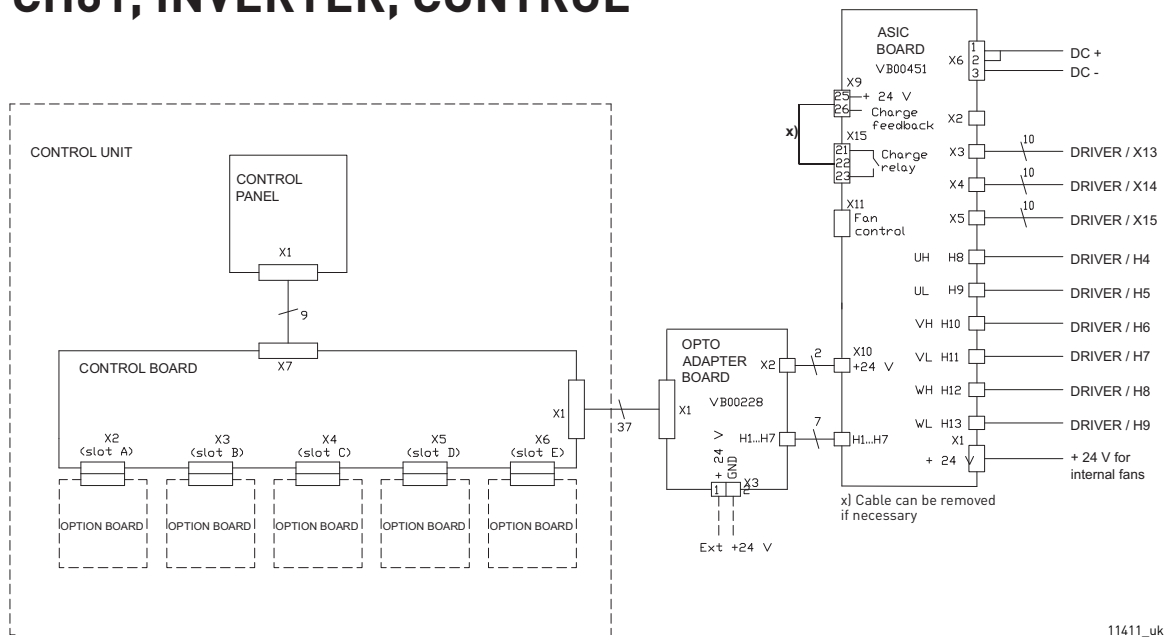 CH61, INVERTER, CONTROL
CONTROL UNIT
CONTROL
PANEL
X1
9
X7
CONTROL BOARD
X1
37
X2
(slot A)
X3
(slot B)
X4
(slot C)
X5
(slot D)
X6
(slot E)
OPTION BOARD
OPTION BOARD
OPTION BOARD
OPTION BOARD
OPTION BOARD
OPTO
ADAPTER
BOARD
VB00228
X1
X2
2
H1...H7
7
+ 24 V
GND
1
2
X3
Ext +24 V
ASIC
BOARD
VB00451
X6
1
2
3
DC +
DC -
X9
25
+ 24 V
26
Charge
feedback
x)
X15
21
22
23
Charge
relay
X11
Fan
control
X2
X3
10
DRIVER / X13
X4
10
DRIVER / X14
X5
10
DRIVER / X15
UH H8
DRIVER / H4
UL H9
DRIVER / H5
VH H10
DRIVER / H6
VL H11
DRIVER / H7
WH H12
DRIVER / H8
WL H13
DRIVER / H9
X10
+24 V
H1...H7
X1
+ 24 V
+ 24 V for
internal fans
x) Cable can be removed
if necessary
11411_uk